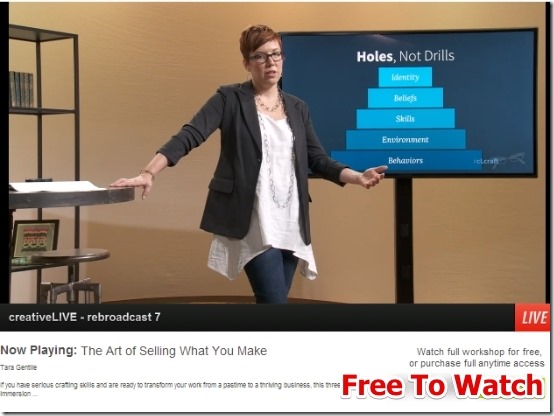 Holes, Not Drills
Identity
Beliefs
Skills
Environment
Behaviors
creativeLIVE - rebroadcast 7
LIVE
Now Playing: The Art of Selling What You Make
Watch full workshop for free,
or purchase full anytime access
Tara Gentile
If you have serious crafting skills and are ready to transform your work from a pastime to a thriving business, this three
immersion ...
Free To Watch